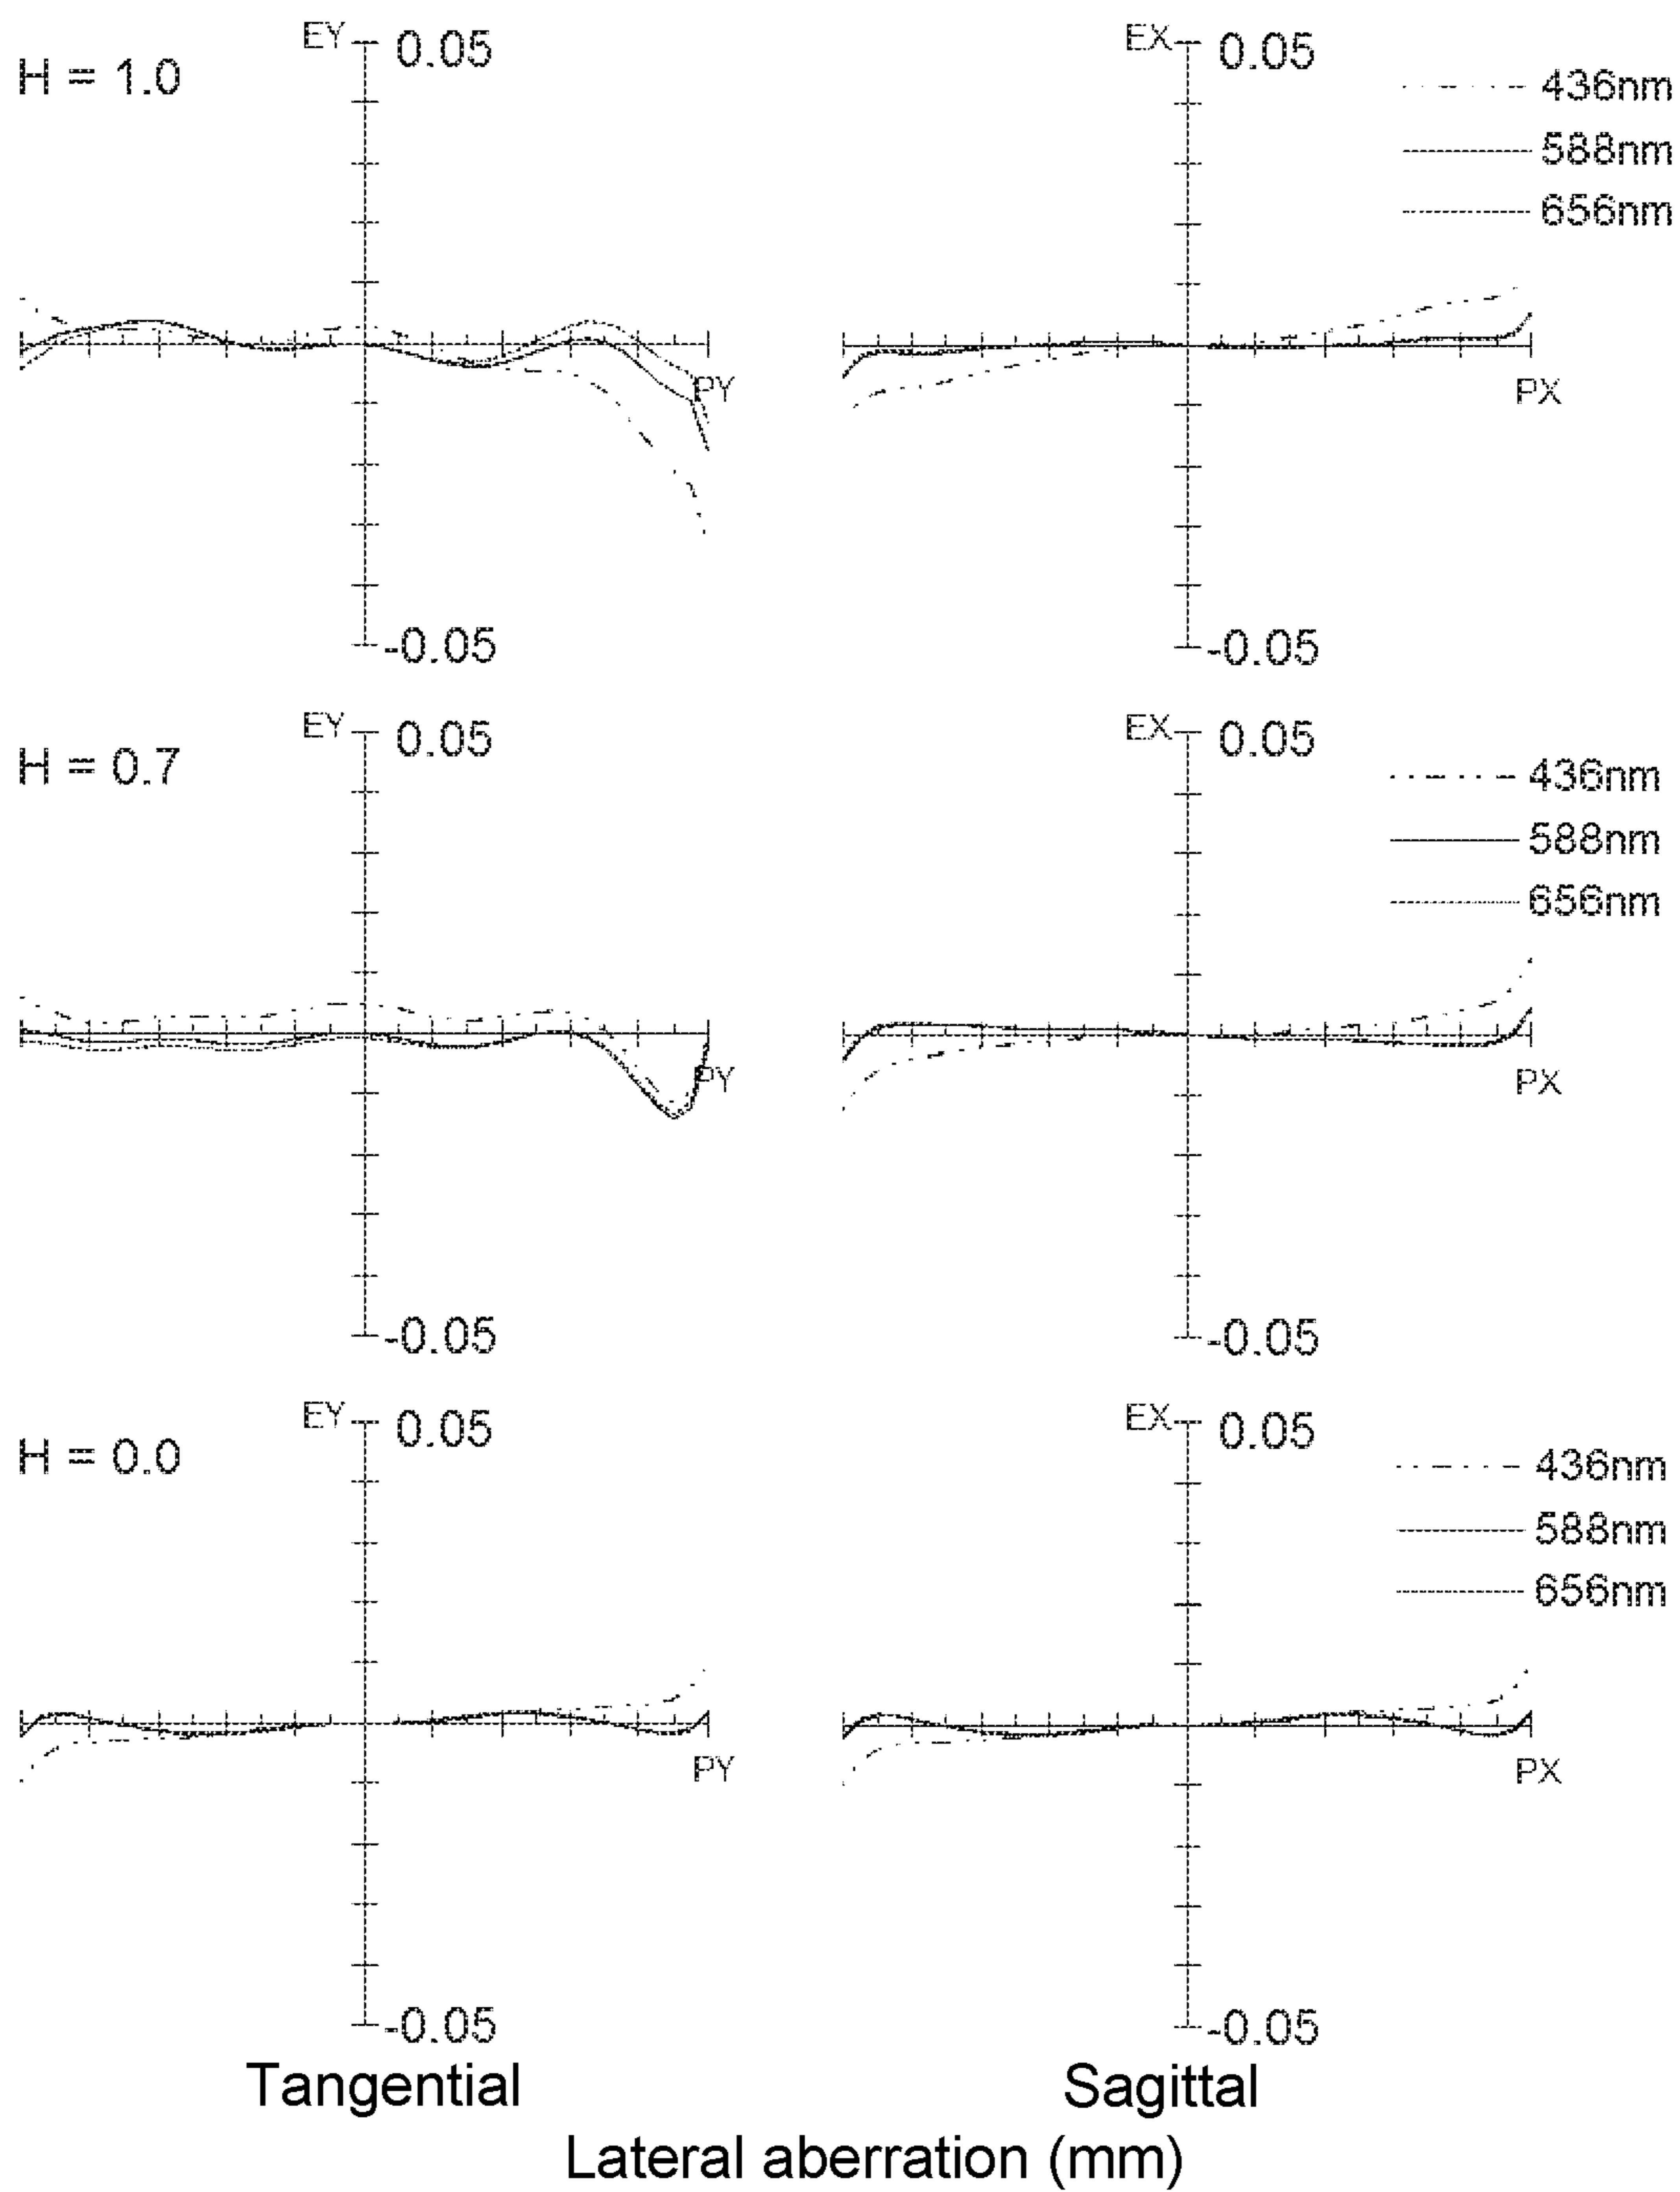 EY 0.05 EX 0.05
H = 1.0 436nm
588nm
656nm
PY PX
-0.05 -0.05
EY 0.05 EX 0.05
H = 0.7 436nm
588nm
656nm
PY PX
-0.05 -0.05
EY 0.05 EX 0.05
H = 0.0 436nm
588nm
656nm
PY PX
-0.05 -0.05
Tangential Sagittal
Lateral aberration (mm)